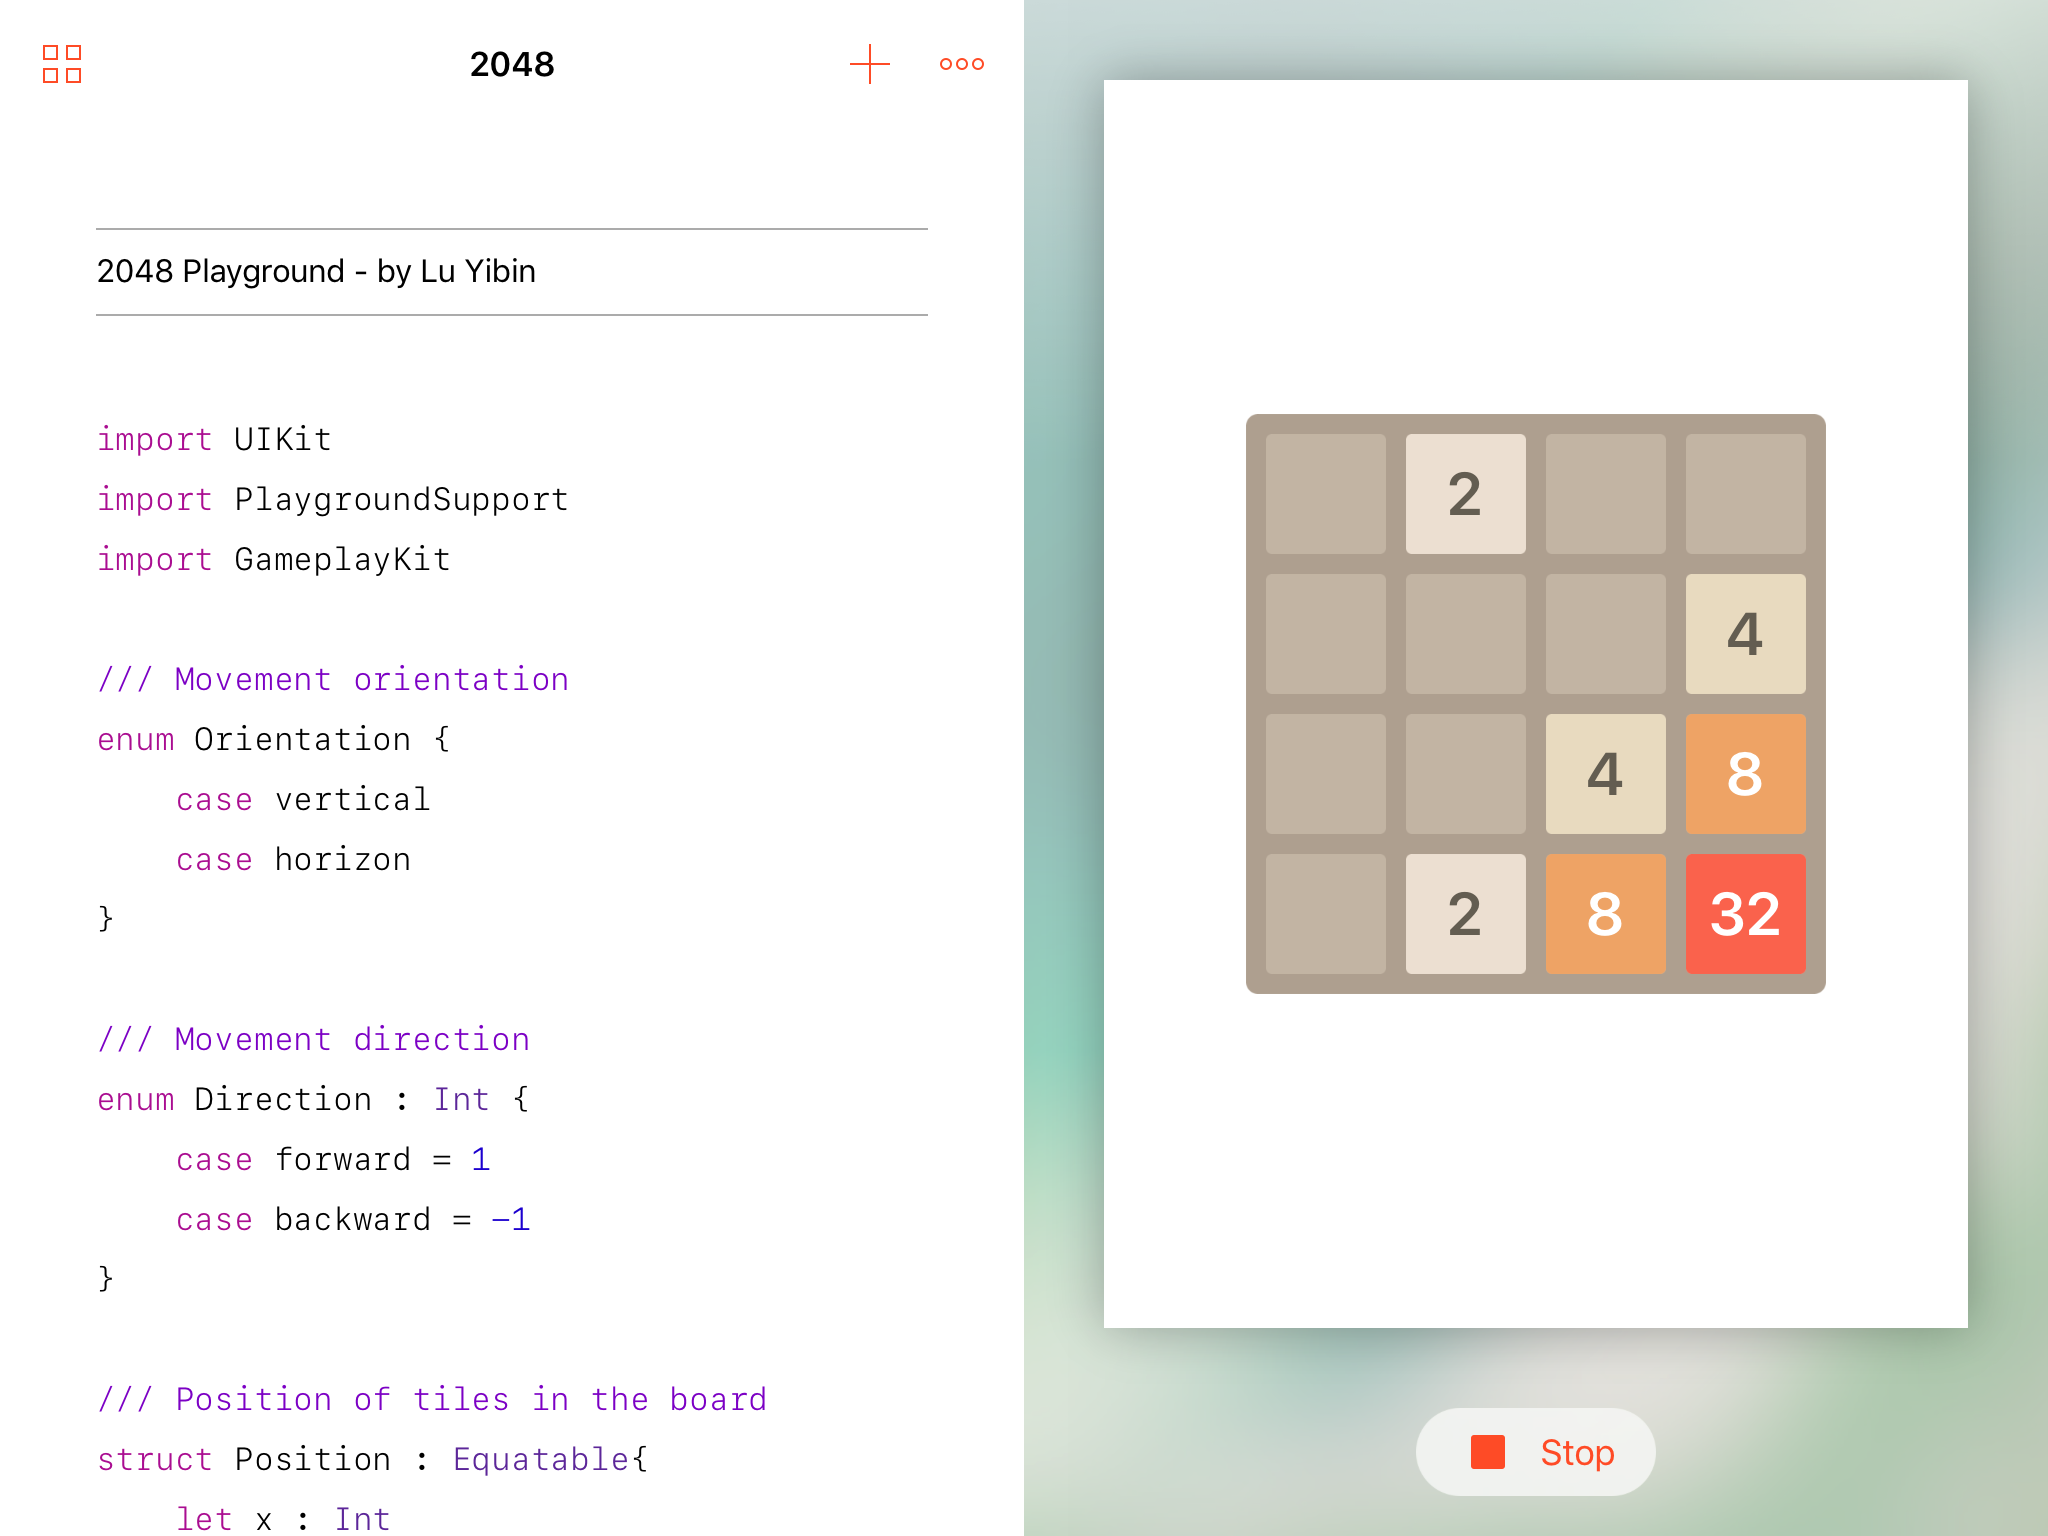 2048
2048 Playground - by Lu Yibin
import UIKit
import PlaygroundSupport
import GameplayKit
/// Movement orientation
enum Orientation {
case vertical
case horizon
}
/// Movement direction
enum Direction : Int {
case forward = 1
case backward = -1
}
/// Position of tiles in the board
struct Position : Equatable{
let x : Int
2
4
4 8
2 8 32
Stop